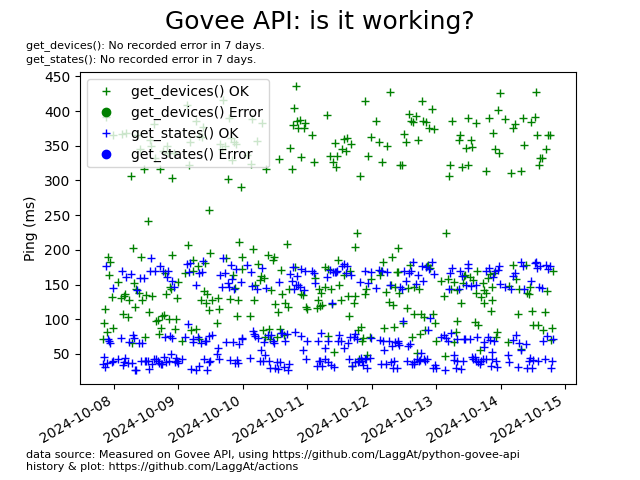 Govee API: is it working?
get_devices(): No recorded error in 7 days.
get_states(): No recorded error in 7 days.
450
400
350
300
250
200
150
100
50
Ping (ms)
get_devices() OK
get_devices() Error
get_states() OK
get_states() Error
2024-10-08
2024-10-09
2024-10-10
2024-10-11
2024-10-12
2024-10-13
2024-10-14
2024-10-15
data source: Measured on Govee API, using https://github.com/LaggAt/python-govee-api
history & plot: https://github.com/LaggAt/actions